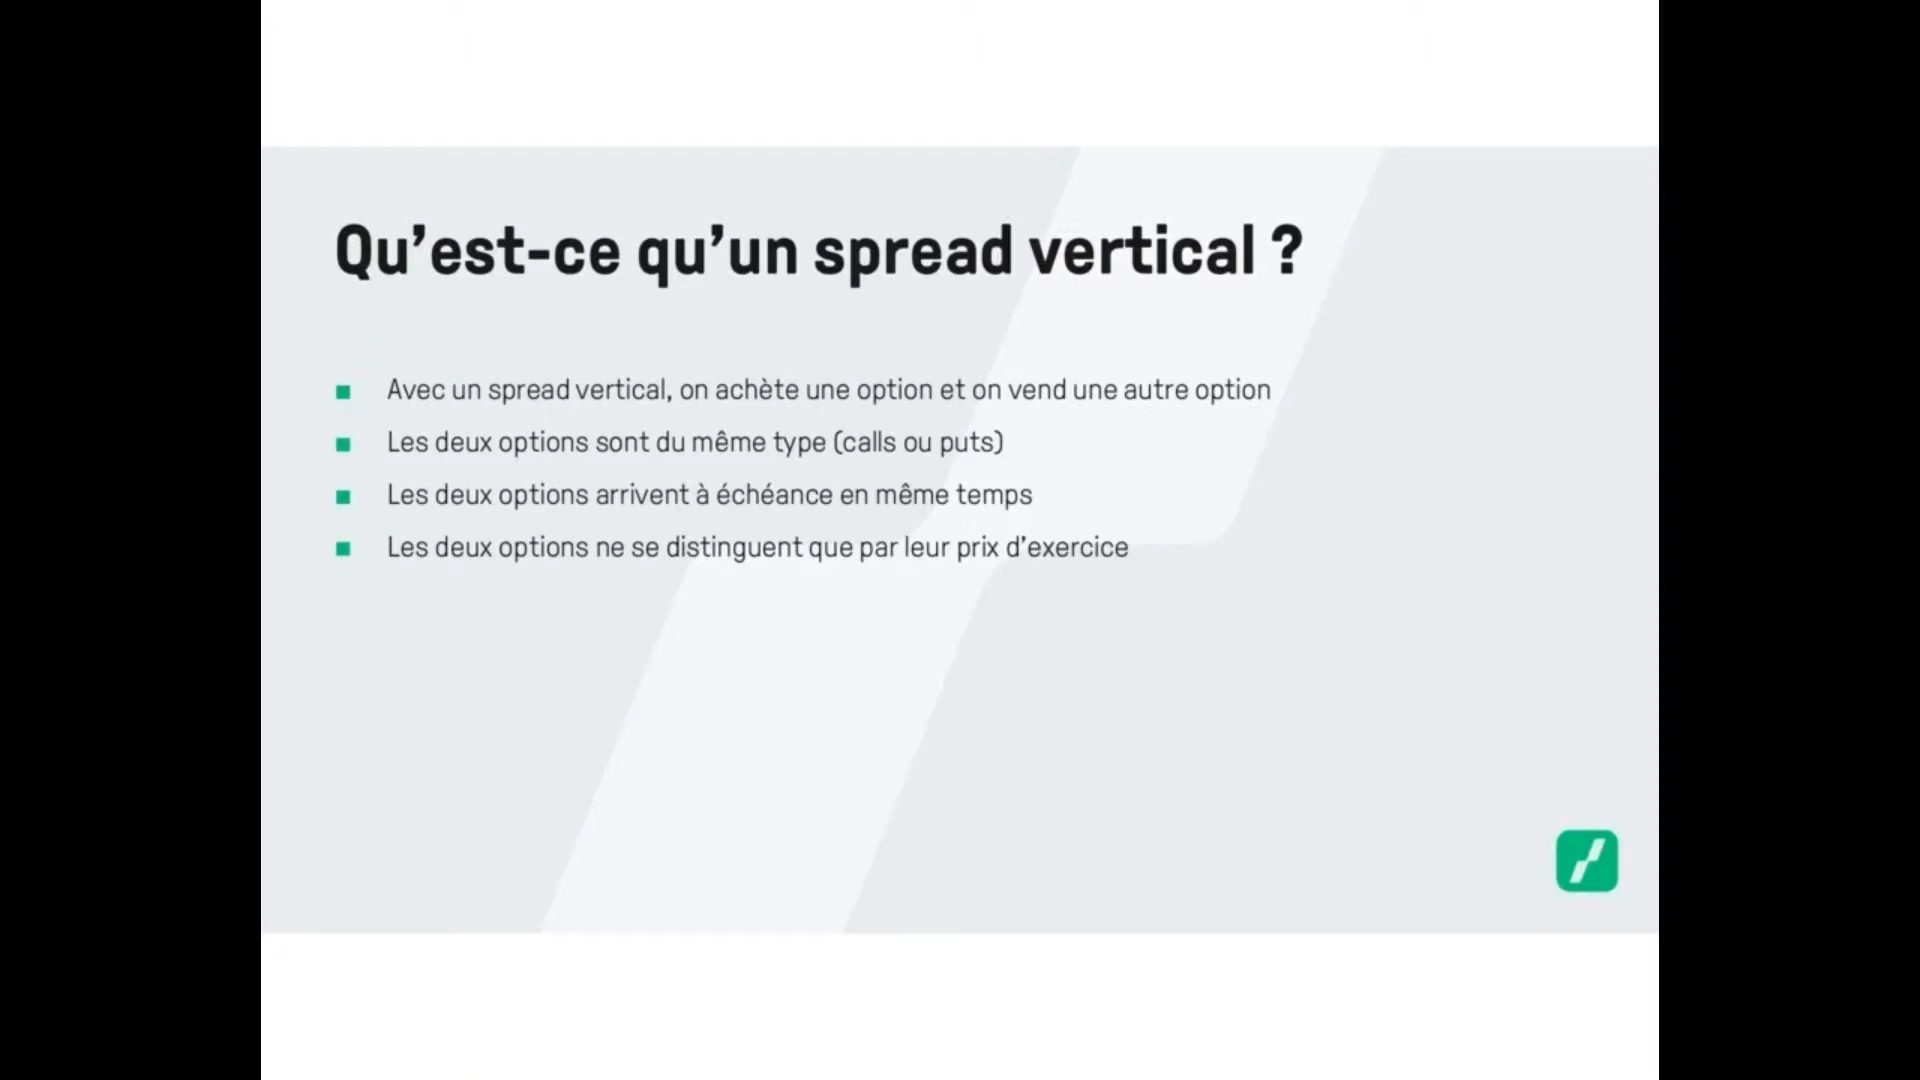 Qu’est-ce qu’un spread vertical ?
Avec un spread vertical, on achète une option et on vend une autre option
Les deux options sont du même type (calls ou puts)
Les deux options arrivent à échéance en même temps
Les deux options ne se distinguent que par leur prix d’exercice